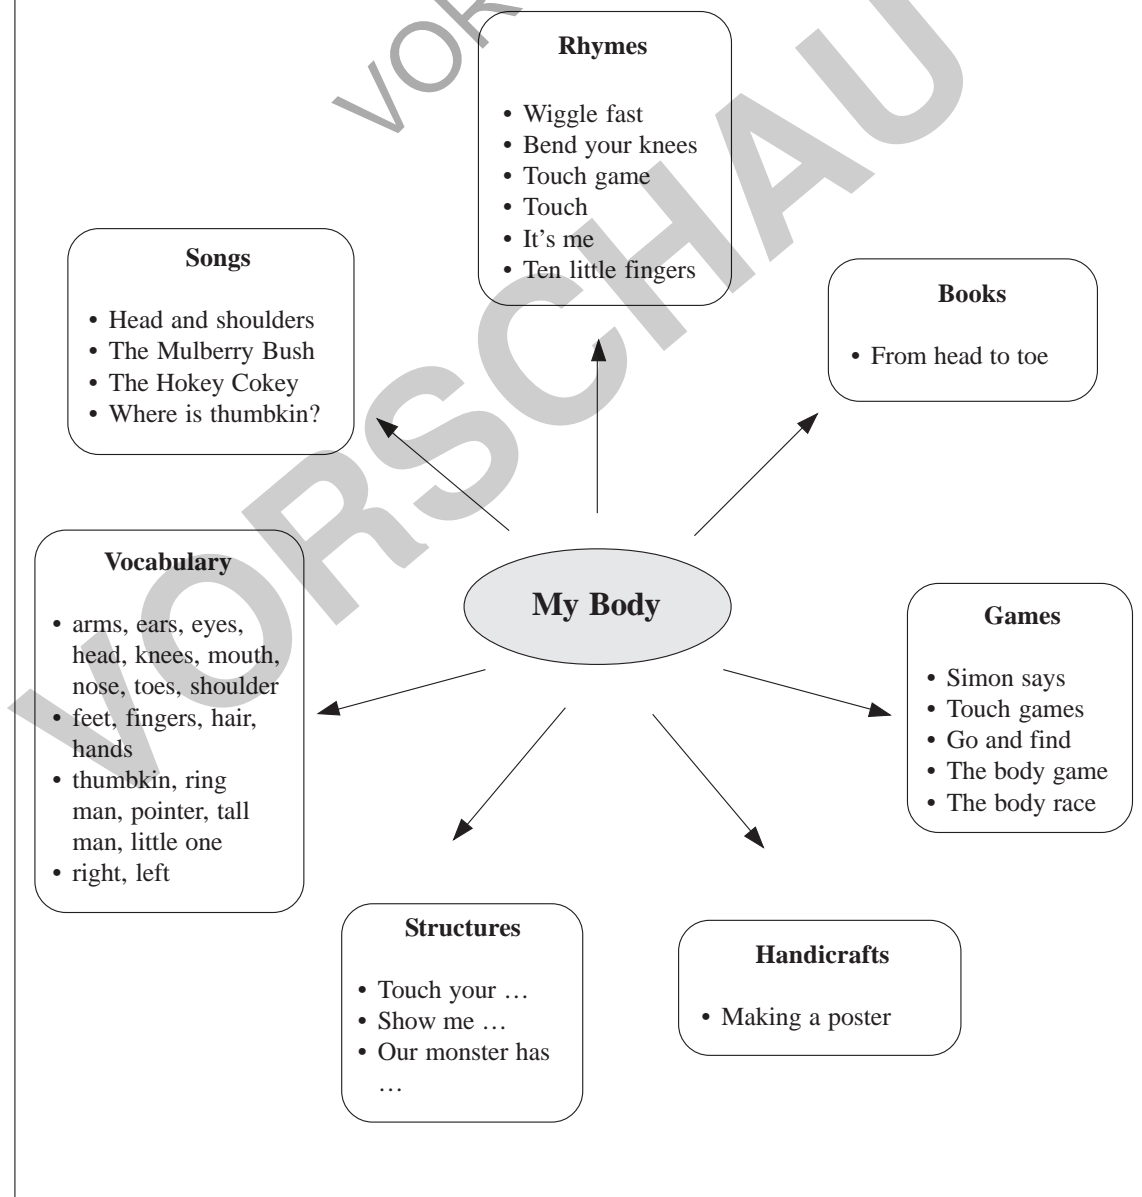 VOR
VORSCHAU
Rhymes
• Wiggle fast
• Bend your knees
• Touch game
• Touch
• It's me
• Ten little fingers
Songs
• Head and shoulders
• The Mulberry Bush
• The Hokey Cokey
• Where is thumbkin?
Books
• From head to toe
My Body
Vocabulary
• arms, ears, eyes,
head, knees, mouth,
nose, toes, shoulder
• feet, fingers, hair,
hands
• thumbkin, ring
man, pointer, tall
man, little one
• right, left
Games
• Simon says
• Touch games
• Go and find
• The body game
• The body race
Structures
• Touch your …
• Show me …
• Our monster has
…
Handicrafts
• Making a poster